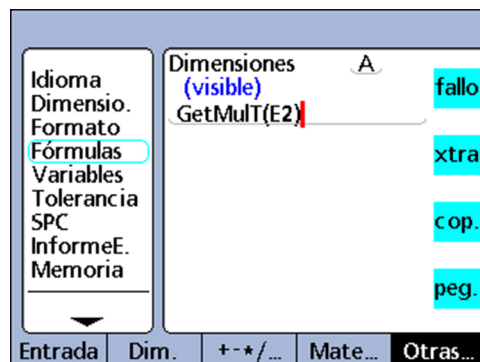 Idioma
Dimensio.
Formato
Fórmulas
Variables
Tolerancia
SPC
InformeE.
Memoria
Dimensiones A
(visible)
GetMulT(E2)
fallo
xtra
cop.
peg.
Entrada Dim. +-*/... Mate... Otras...